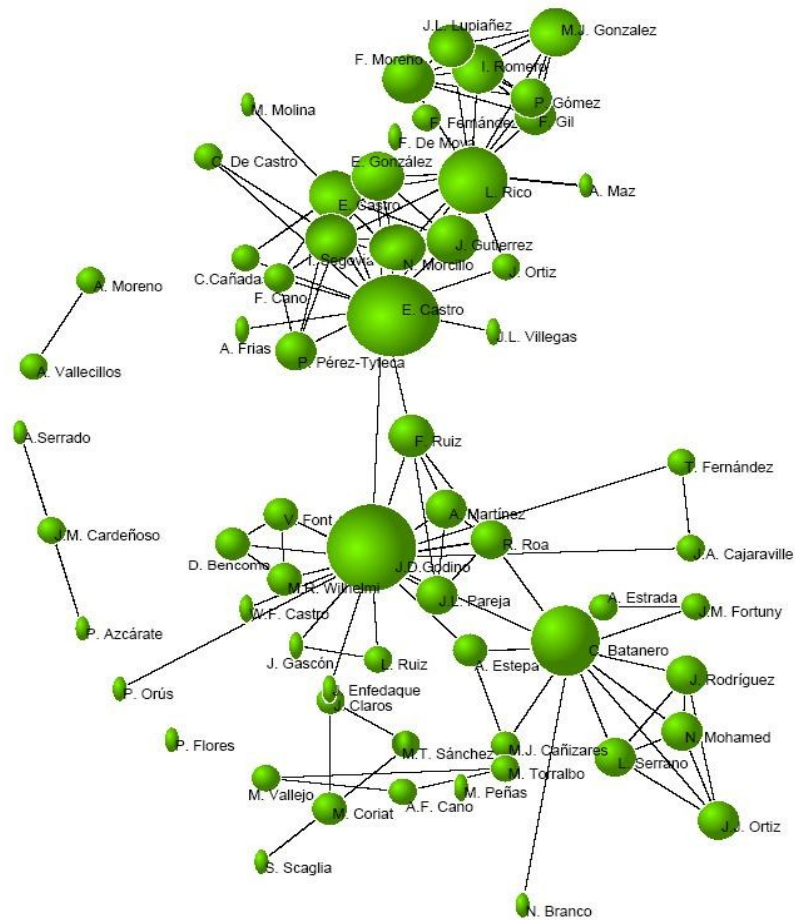 J.L. Lupiañez
M.J. Gonzalez
F. Moreno
I. Romero
P. Gómez
M. Molina
F. Fernández
F. Gil
F. De Moya
C. De Castro
E. González
L. Rico
A. Maz
E. Castro
J. Gutierrez
I. Segovia
N. Morcillo
C.Cañadas
J. Ortiz
A. Moreno
F. Cano
E. Castro
J.L. Villegas
A. Frias
P. Pérez-Tyteca
A. Vallecillos
A.Serrado
F. Ruiz
T. Fernández
A. Martínez
V. Font
J.M. Cardeñoso
R. Roa
J.A. Cajaraville
D. Bencomo
J.D.Godino
M.R. Wilhelmi
A. Estrada
J.L. Pareja
J.M. Fortuny
W.F. Castro
P. Azcárate
C. Batanero
J. Gascón
L. Ruiz
A. Estepa
J. Rodríguez
P. Orús
J. Enfedaque
J. Claros
N. Mohamed
P. Flores
M.T. Sánchez
M.J. Cañizares
L. Serrano
M. Torralbo
M. Vallejo
M. Peñas
A.F. Cano
M. Coriat
J.J. Ortiz
S. Scaglia
N. Branco